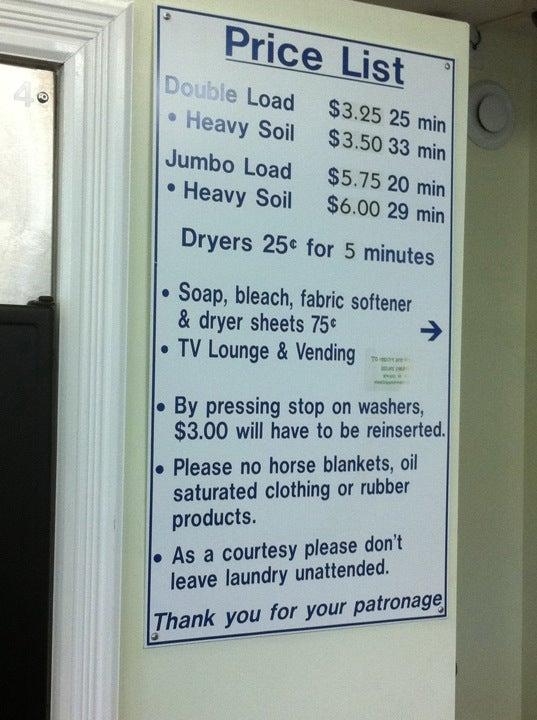 4
Price List
Double Load $3.25 25 min
• Heavy Soil $3.50 33 min
Jumbo Load $5.75 20 min
• Heavy Soil $6.00 29 min
Dryers 25¢ for 5 minutes
• Soap, bleach, fabric softener
& dryer sheets 75¢ →
• TV Lounge & Vending
• By pressing stop on washers,
$3.00 will have to be reinserted.
• Please no horse blankets, oil
saturated clothing or rubber
products.
• As a courtesy please don't
leave laundry unattended.
Thank you for your patronage